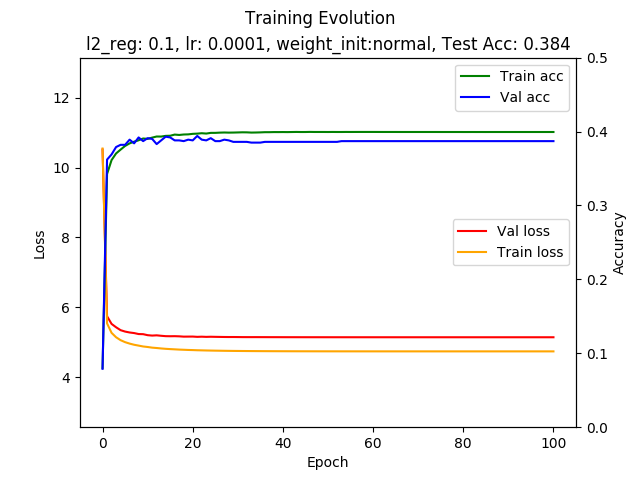 Training Evolution
l2_reg: 0.1, lr: 0.0001, weight_init:normal, Test Acc: 0.384
Train acc
Val acc
Val loss
Train loss
Loss
12
10
8
6
4
Accuracy
0.5
0.4
0.3
0.2
0.1
0.0
0 20 40 60 80 100
Epoch